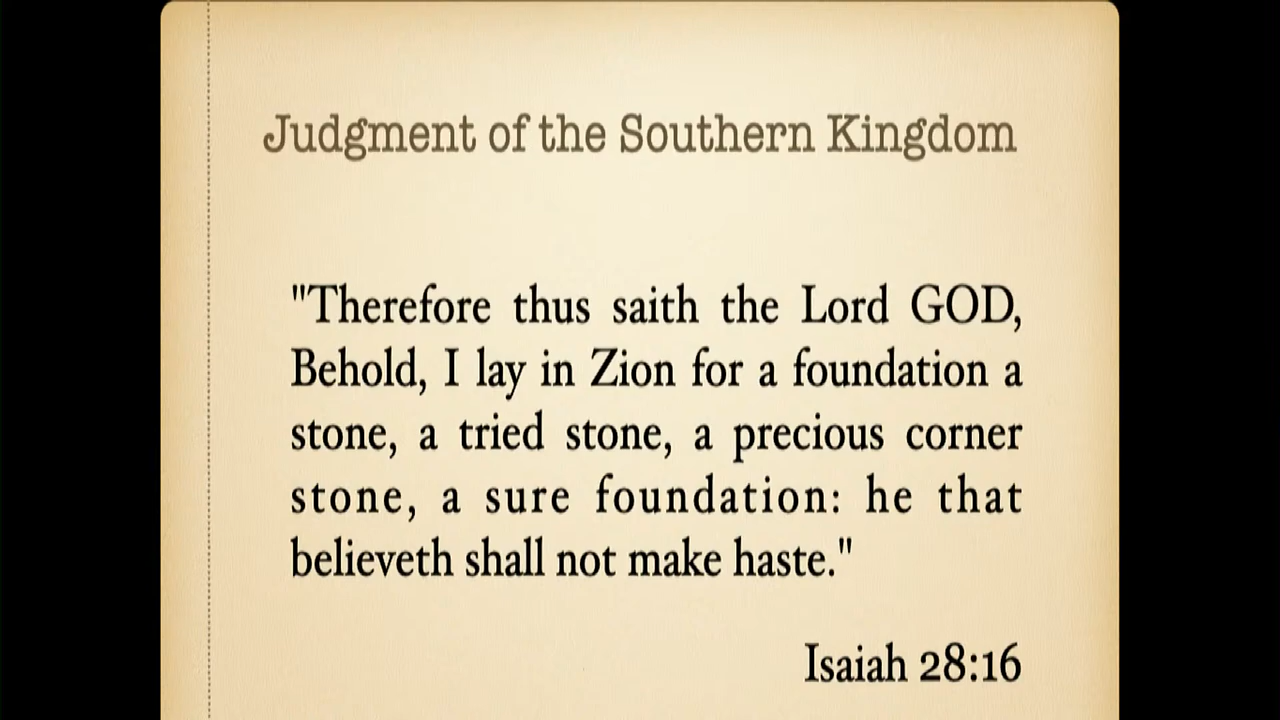 Judgment of the Southern Kingdom
"Therefore thus saith the Lord GOD,
Behold, I lay in Zion for a foundation a
stone, a tried stone, a precious corner
stone, a sure foundation: he that
believeth shall not make haste."
Isaiah 28:16